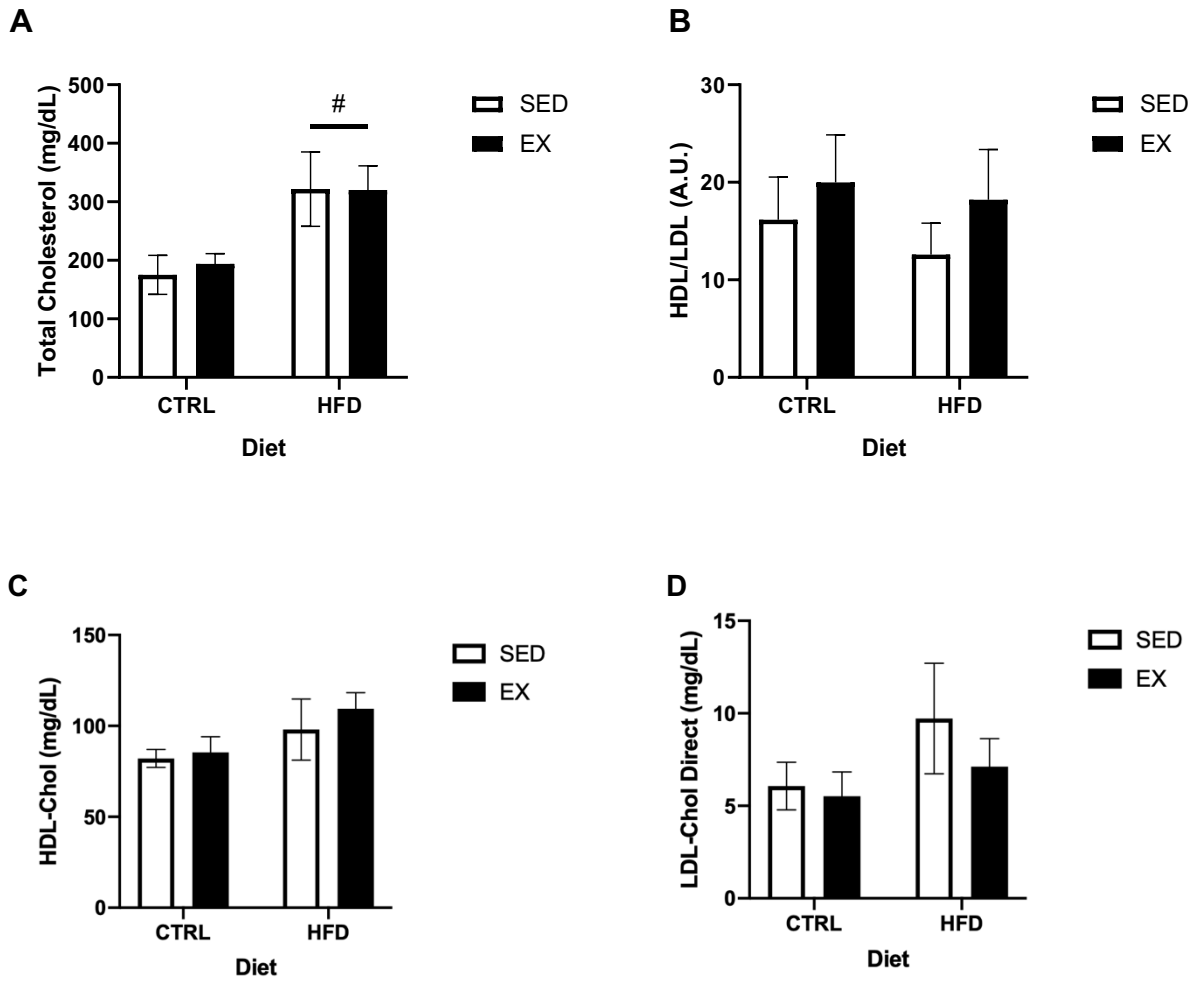 A
Total Cholesterol (mg/dL)
500
400
300
200
100
0
#
SED
EX
CTRL
HFD
Diet
B
HDL/LDL (A.U.)
30
20
10
0
SED
EX
CTRL
HFD
Diet
C
HDL-Chol (mg/dL)
150
100
50
0
SED
EX
CTRL
HFD
Diet
D
LDL-Chol Direct (mg/dL)
15
10
5
0
SED
EX
CTRL
HFD
Diet